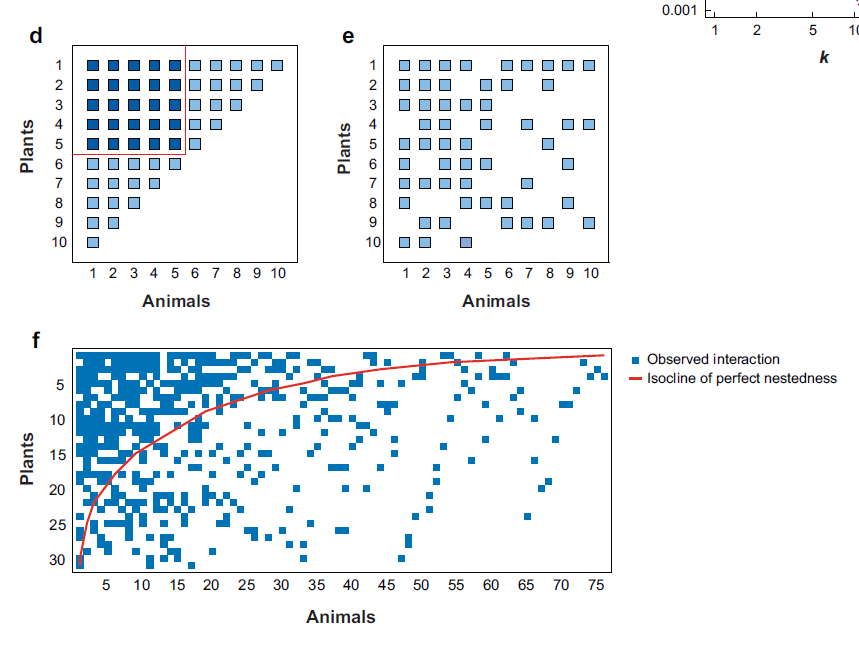 0.001
1 2 5 10
k
d
e
1
2
3
4
5
6
7
8
9
10
Plants
1 2 3 4 5 6 7 8 9 10
Animals
1
2
3
4
5
6
7
8
9
10
Plants
1 2 3 4 5 6 7 8 9 10
Animals
f
5
10
15
20
25
30
Plants
5 10 15 20 25 30 35 40 45 50 55 60 65 70 75
Animals
Observed interaction
Isocline of perfect nestedness